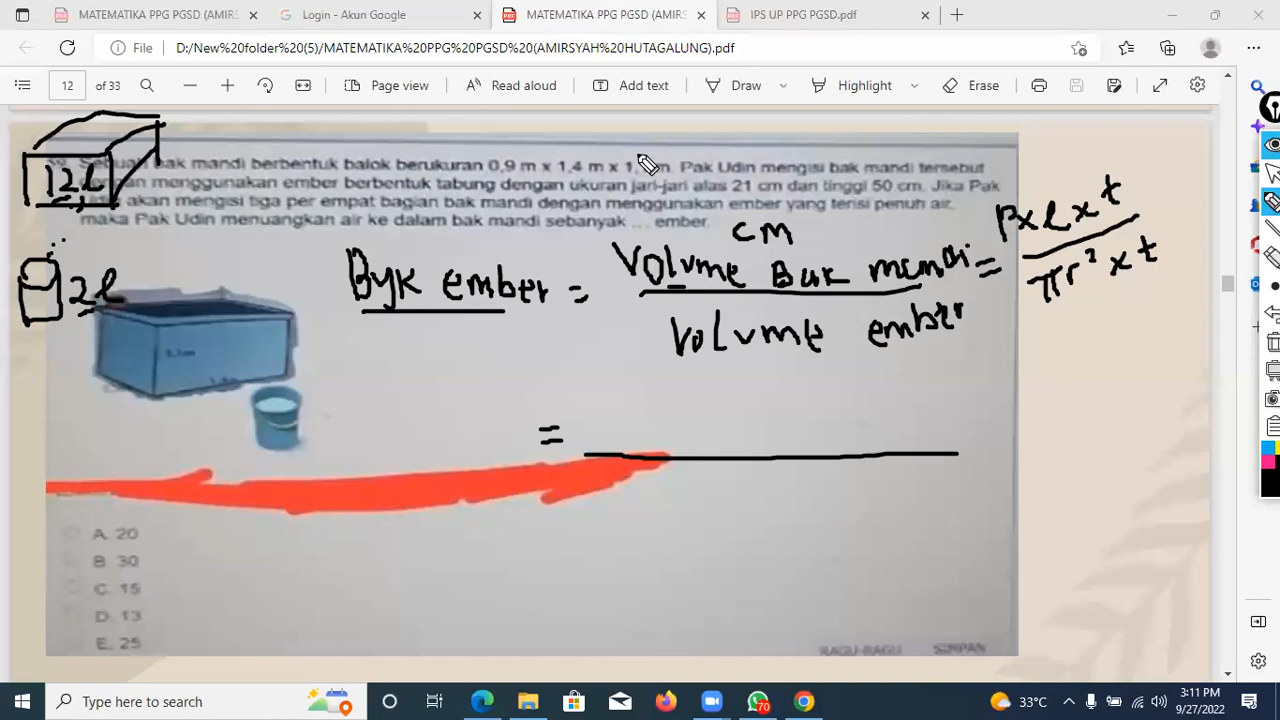 MATEMATIKA PPG PGSD (AMIRS
Login - Akun Google
MATEMATIKA PPG PGSD (AMIRS
IPS UP PPG PGSD.pdf
File
D:/New%20folder%20(5)/MATEMATIKA%20PPG%20PGSD%20(AMIRSYAH%20HUTAGALUNG).pdf
12 of 33
Page view
Read aloud
Add text
Draw
Highlight
Erase
bak mandi berbentuk balok berukuran 0,9 m x 1, m x 1, m. Pak Udin mengisi bak mandi tersebut
12l
menggunakan ember berbentuk tabung dengan ukuran jari-jari alas 21 cm dan tinggi 50 cm. Jika Pak
akan mengisi tiga per empat bagian bak mandi dengan menggunakan ember yang terisi penuh air,
maka Pak Udin menuangkan air ke dalam bak mandi sebanyak ... ember.
cm
Byk ember = Volume Bak mandi = P x l x t
Volume ember πr² x t
2l
=
A. 20
B. 30
C. 15
D. 13
E. 25
RAGU-RAGU
SIMPAN
Type here to search
70
33°C
3:11 PM
9/27/2022